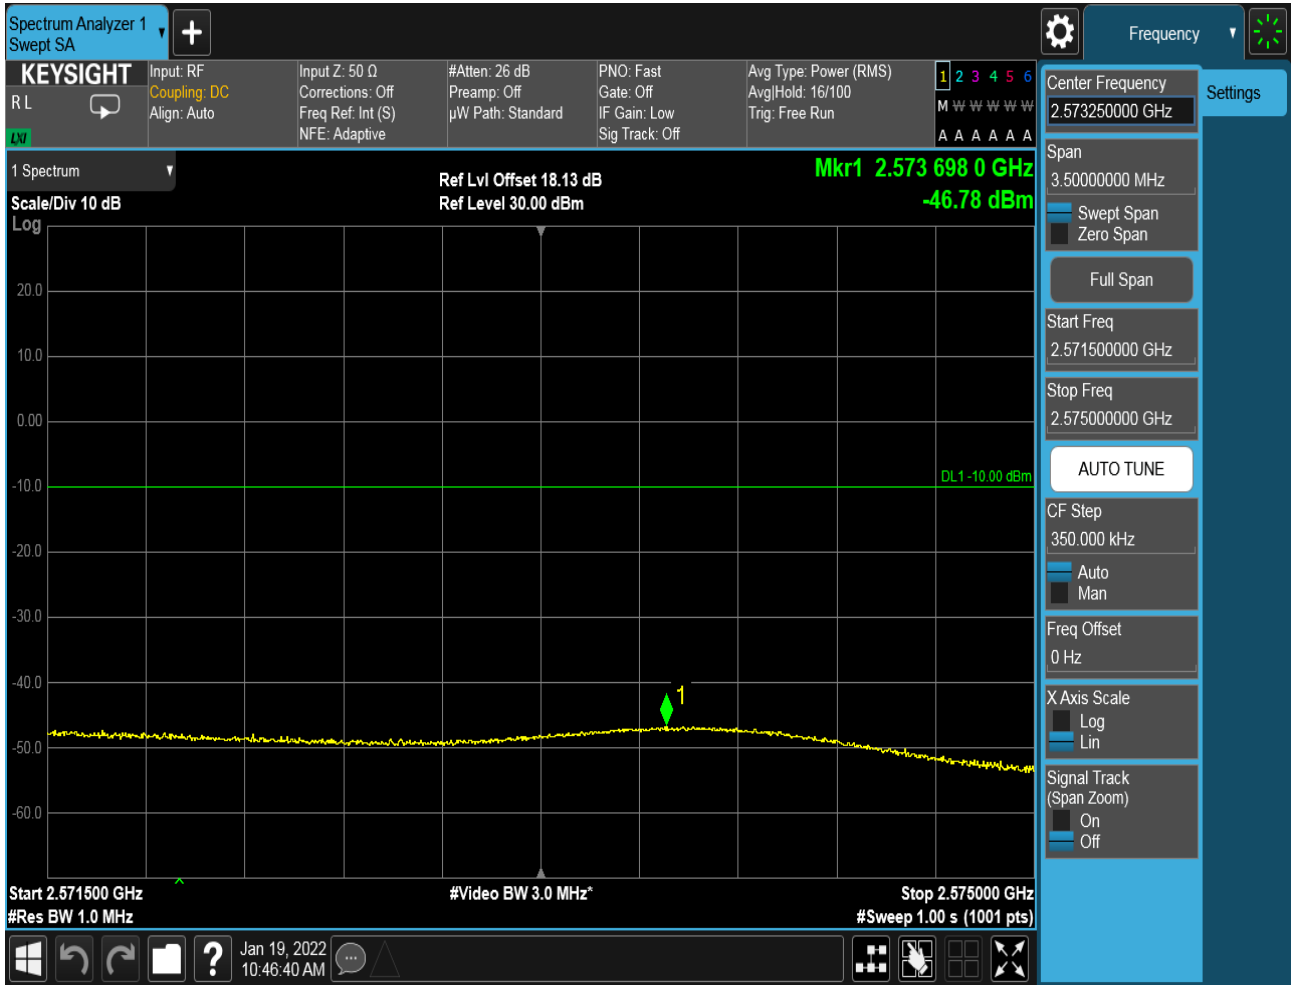 Spectrum Analyzer 1
Swept SA
Frequency
KEYSIGHT
R L
LXI
Input: RF
Coupling: DC
Align: Auto
Input Z: 50 Ω
Corrections: Off
Freq Ref: Int (S)
NFE: Adaptive
#Atten: 26 dB
Preamp: Off
µW Path: Standard
PNO: Fast
Gate: Off
IF Gain: Low
Sig Track: Off
Avg Type: Power (RMS)
Avg|Hold: 16/100
Trig: Free Run
1 2 3 4 5 6
M W W W W W
A A A A A A
1 Spectrum
Scale/Div 10 dB
Log
Ref Lvl Offset 18.13 dB
Ref Level 30.00 dBm
Mkr1 2.573 698 0 GHz
-46.78 dBm
20.0
10.0
0.00
-10.0
-20.0
-30.0
-40.0
-50.0
-60.0
DL1 -10.00 dBm
1
Start 2.571500 GHz
#Res BW 1.0 MHz
#Video BW 3.0 MHz*
Stop 2.575000 GHz
#Sweep 1.00 s (1001 pts)
Center Frequency
2.573250000 GHz
Settings
Span
3.50000000 MHz
Swept Span
Zero Span
Full Span
Start Freq
2.571500000 GHz
Stop Freq
2.575000000 GHz
AUTO TUNE
CF Step
350.000 kHz
Auto
Man
Freq Offset
0 Hz
X Axis Scale
Log
Lin
Signal Track
(Span Zoom)
On
Off
?
Jan 19, 2022
10:46:40 AM